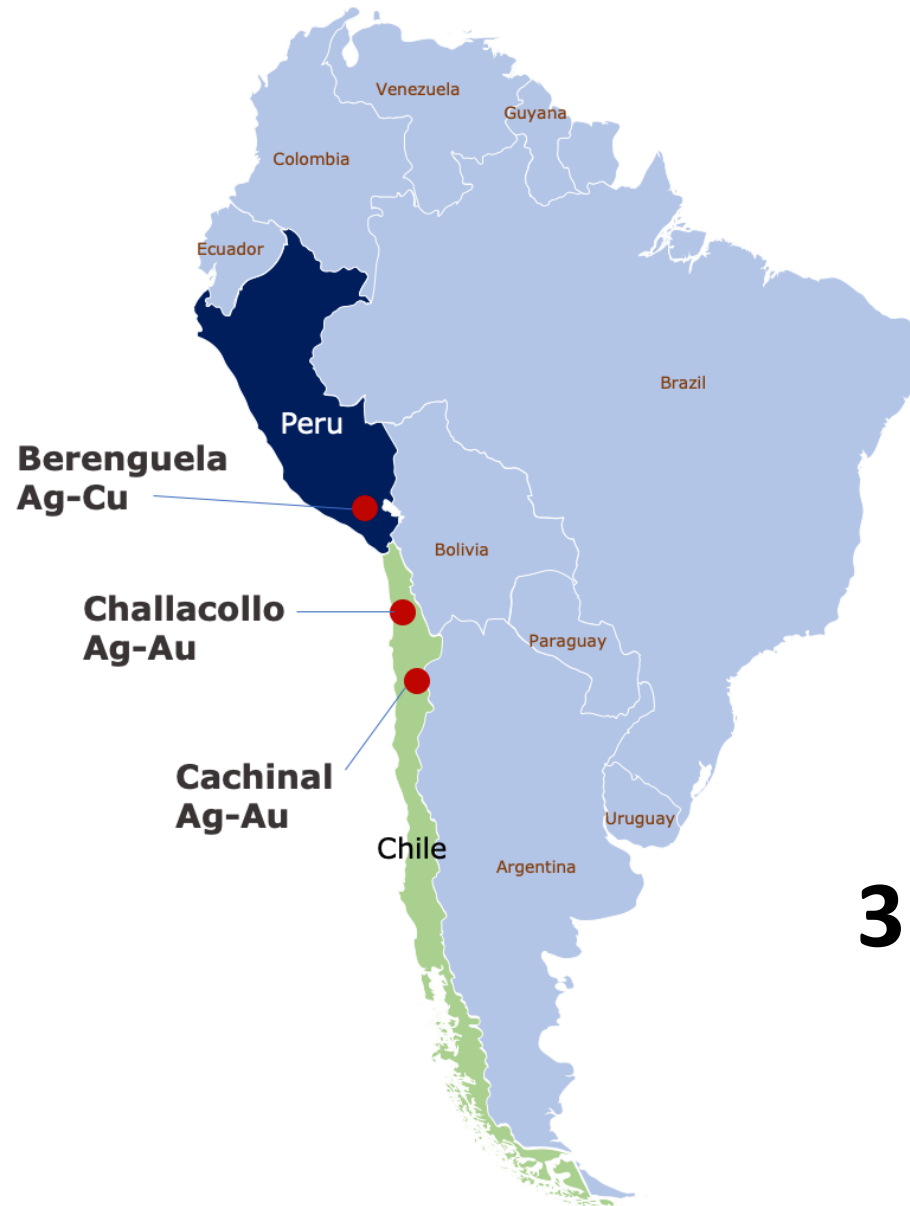 Venezuela
Guyana
Colombia
Ecuador
Brazil
Peru
Berenguela
Ag-Cu
Bolivia
Challacollo
Ag-Au
Paraguay
Cachinal
Ag-Au
Uruguay
Chile
Argentina
3